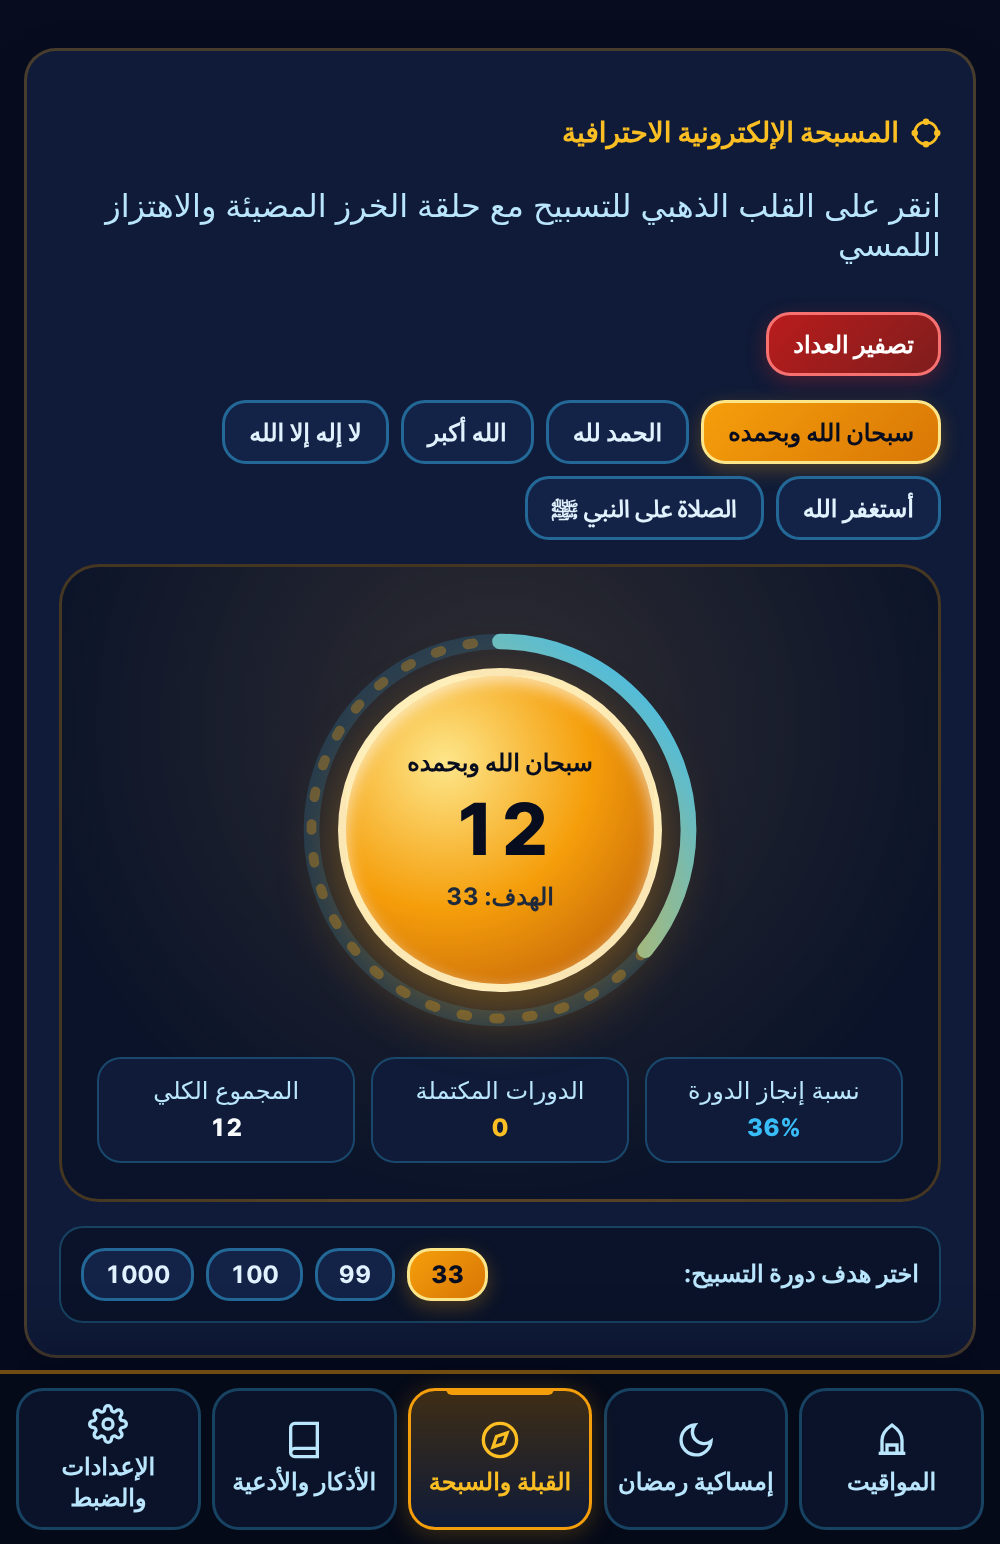 المسبحة الإلكترونية الاحترافية
انقر على القلب الذهبي للتسبيح مع حلقة الخرز المضيئة والاهتزاز
اللمسي
تصفير العداد
سبحان الله وبحمده
الحمد لله
الله أكبر
لا إله إلا الله
أستغفر الله
الصلاة على النبي ﷺ
سبحان الله وبحمده
12
الهدف: 33
نسبة إنجاز الدورة
36%
الدورات المكتملة
0
المجموع الكلي
12
اختر هدف دورة التسبيح:
33
99
100
1000
المواقيت
إمساكية رمضان
القبلة والسبحة
الأذكار والأدعية
الإعدادات
والضبط